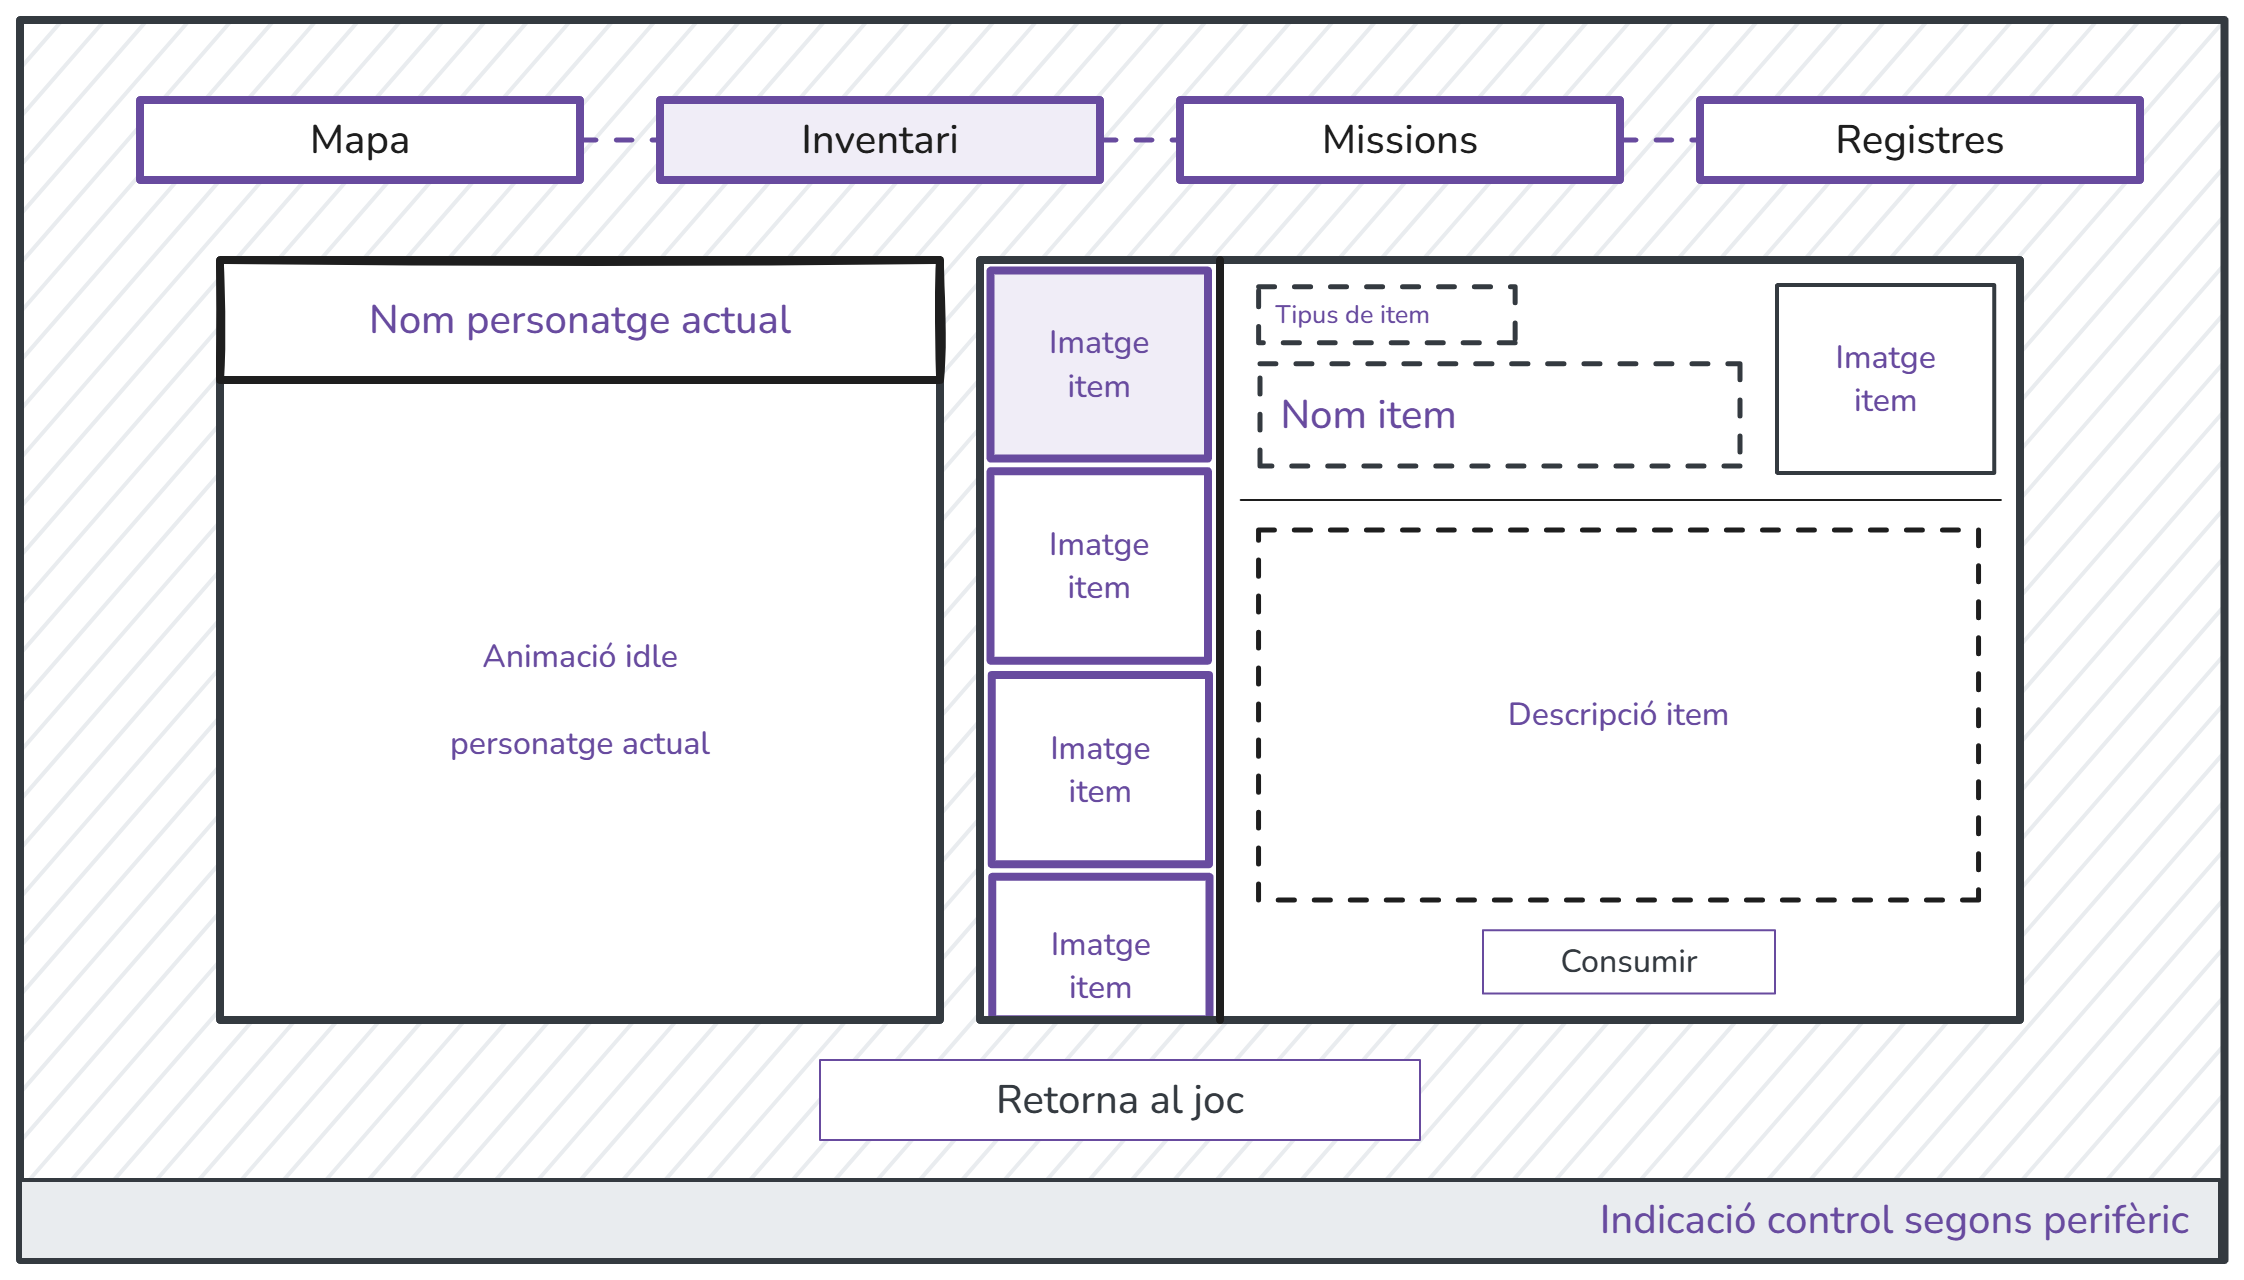 Mapa
Inventari
Missions
Registres
Nom personatge actual
Animació idle
personatge actual
Imatge
item
Imatge
item
Imatge
item
Imatge
item
Tipus de item
Nom item
Imatge
item
Descripció item
Consumir
Retorna al joc
Indicació control segons perifèric